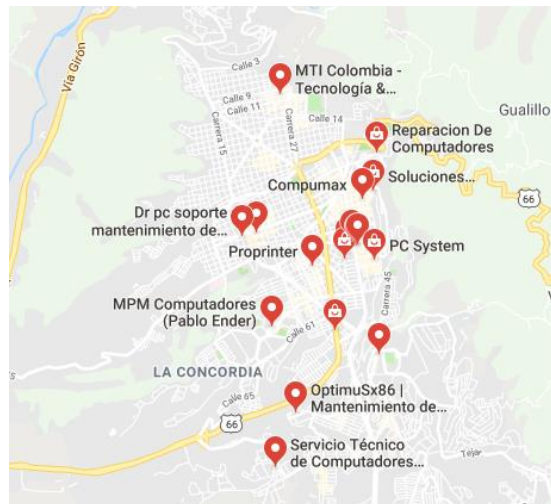 Vía Girón
Calle 3
MTI Colombia -
Tecnología &...
Calle 9
Calle 11
Calle 14
Carrera 27
Carrera 15
Gualillo
Reparacion De
Computadores
Soluciones...
Compumax
66
Dr pc soporte
mantenimiento de...
Proprinter
PC System
Carrera 45
MPM Computadores
(Pablo Ender)
Calle 61
LA CONCORDIA
Calle 65
OptimuSx86 |
Mantenimiento de...
66
Servicio Técnico
de Computadores...
Tejar